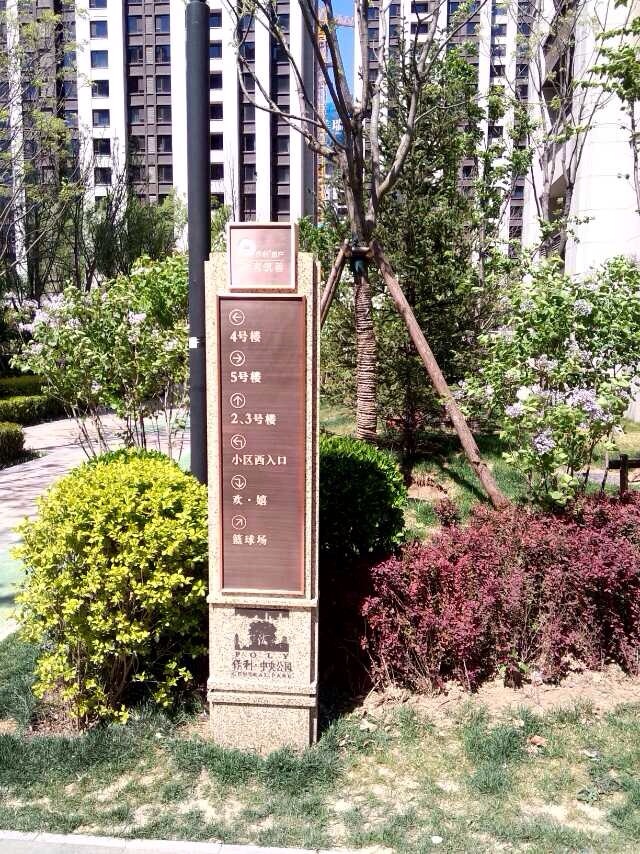 4号楼
5号楼
2、3号楼
小区西入口
欢·嬉
篮球场
POLY
保利·中央公园
CENTRAL PARK